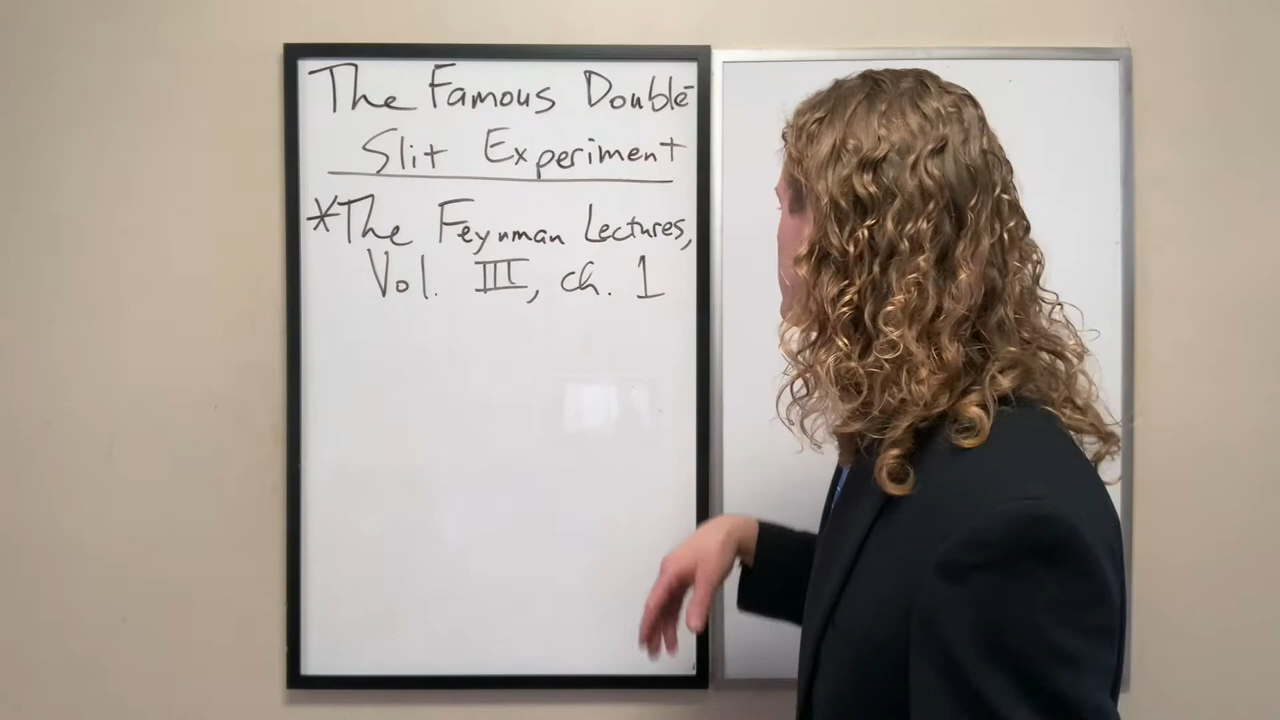 The Famous Double-
Slit Experiment
*The Feynman Lectures,
Vol. III, ch. 1